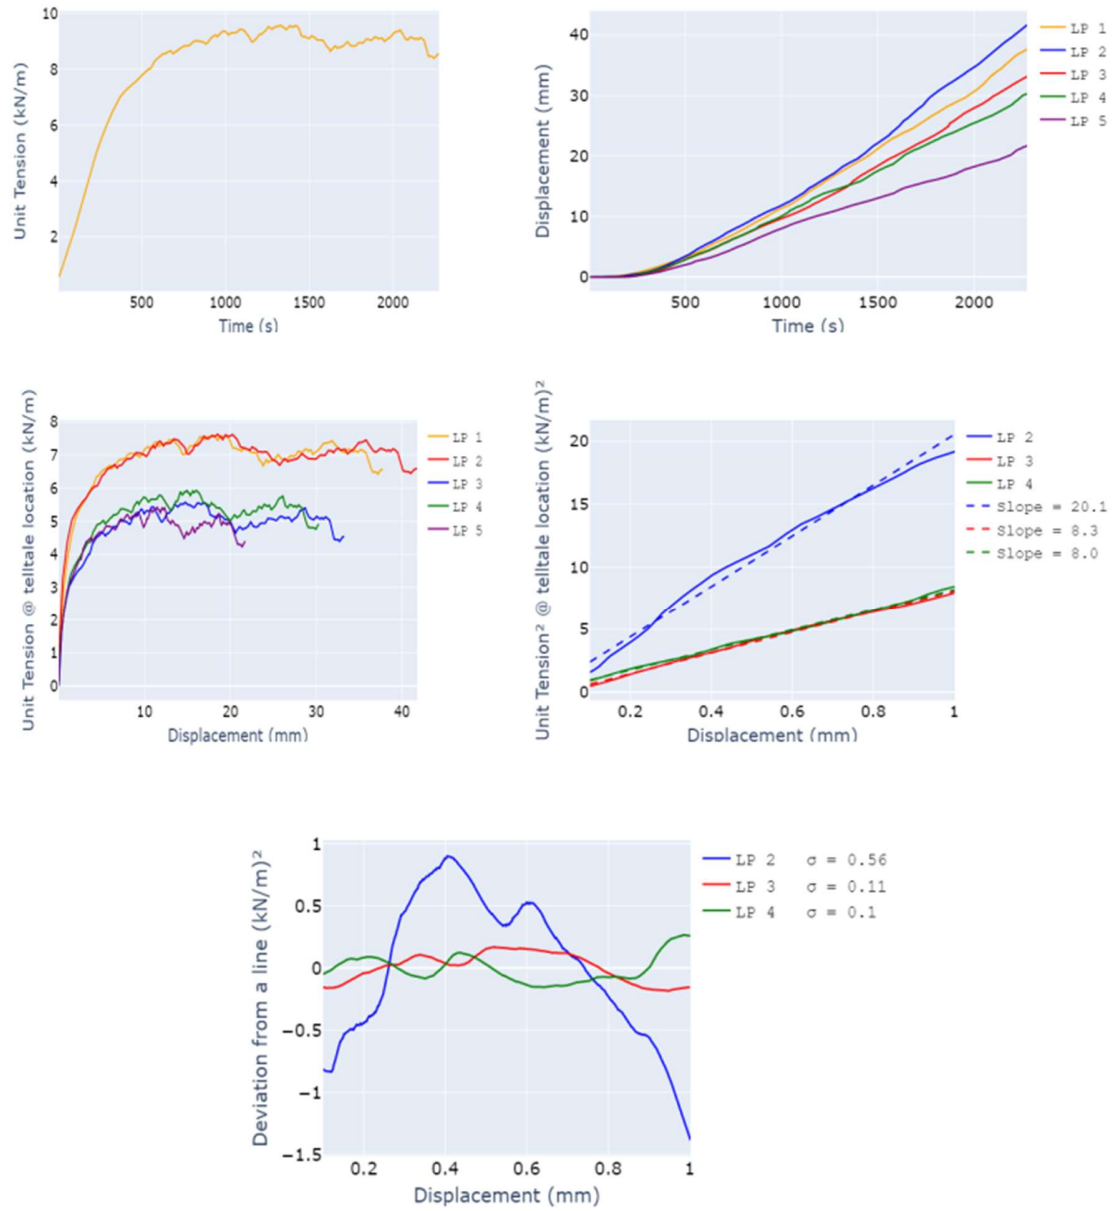 Unit Tension (kN/m)
10
8
6
4
2
500 1000 1500 2000
Time (s)
Displacement (mm)
40
30
20
10
0
500 1000 1500 2000
Time (s)
LP 1
LP 2
LP 3
LP 4
LP 5
Unit Tension @ telltale location (kN/m)
8
7
6
5
4
3
2
1
0
10 20 30 40
Displacement (mm)
LP 1
LP 2
LP 3
LP 4
LP 5
Unit Tension² @ telltale location (kN/m)²
20
15
10
5
0
0.2 0.4 0.6 0.8 1
Displacement (mm)
LP 2
LP 3
LP 4
Slope = 20.1
Slope = 8.3
Slope = 8.0
Deviation from a line (kN/m)²
1
0.5
0
−0.5
−1
−1.5
0.2 0.4 0.6 0.8 1
Displacement (mm)
LP 2 σ = 0.56
LP 3 σ = 0.11
LP 4 σ = 0.1